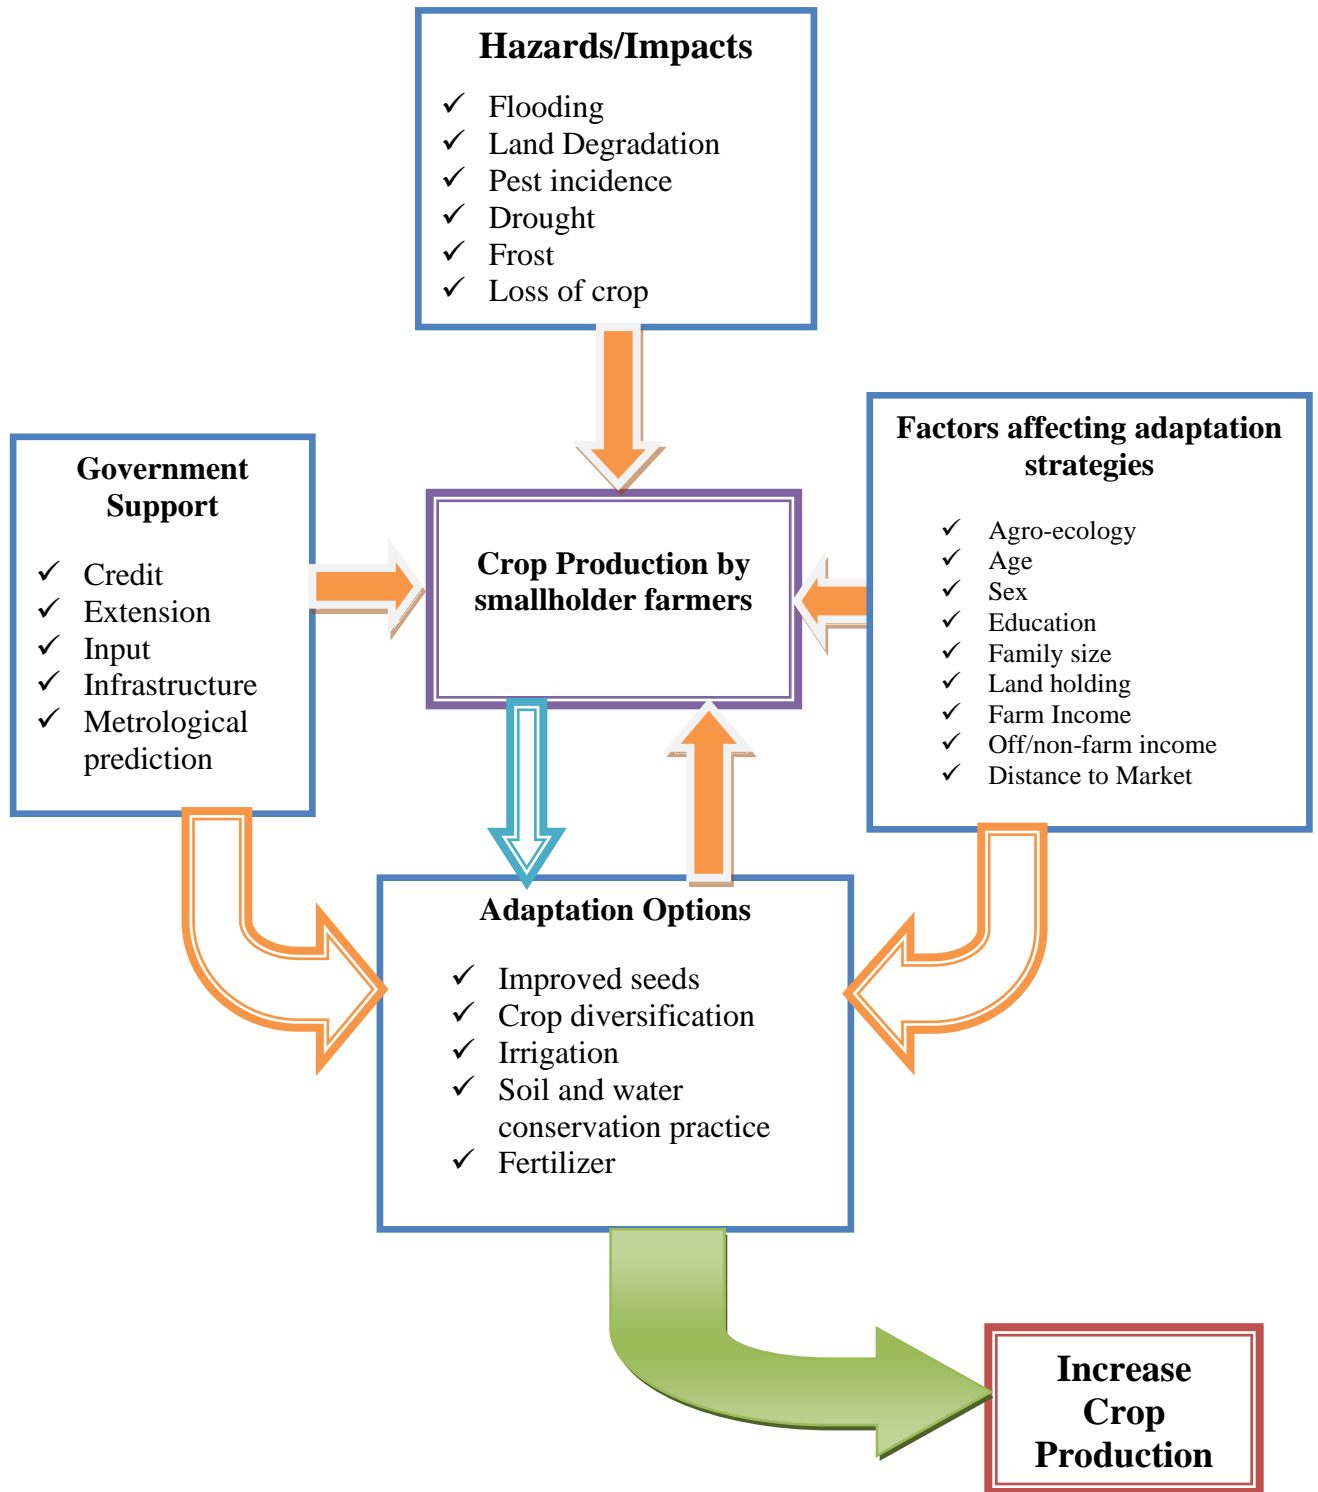 Hazards/Impacts
✓ Flooding
✓ Land Degradation
✓ Pest incidence
✓ Drought
✓ Frost
✓ Loss of crop
Government
Support
✓ Credit
✓ Extension
✓ Input
✓ Infrastructure
✓ Metrological
prediction
Crop Production by
smallholder farmers
Factors affecting adaptation
strategies
✓ Agro-ecology
✓ Age
✓ Sex
✓ Education
✓ Family size
✓ Land holding
✓ Farm Income
✓ Off/non-farm income
✓ Distance to Market
Adaptation Options
✓ Improved seeds
✓ Crop diversification
✓ Irrigation
✓ Soil and water
conservation practice
✓ Fertilizer
Increase
Crop
Production